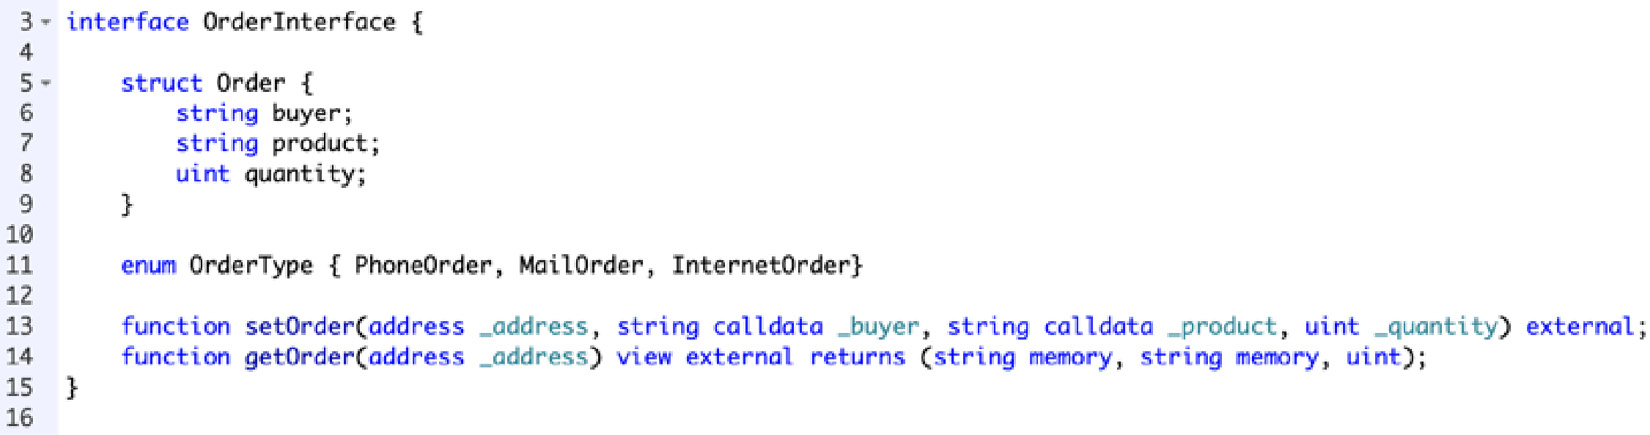 3 interface OrderInterface {
4
5 struct Order {
6 string buyer;
7 string product;
8 uint quantity;
9 }
10
11 enum OrderType { PhoneOrder, MailOrder, InternetOrder}
12
13 function setOrder(address _address, string calldata _buyer, string calldata _product, uint _quantity) external;
14 function getOrder(address _address) view external returns (string memory, string memory, uint);
15 }
16